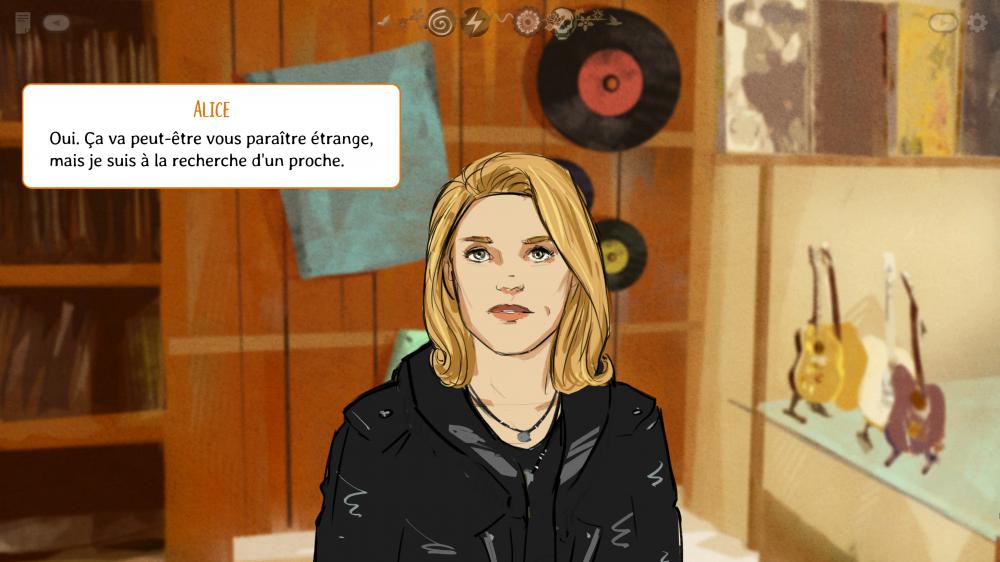 ALICE
Oui. Ça va peut-être vous paraître étrange,
mais je suis à la recherche d'un proche.